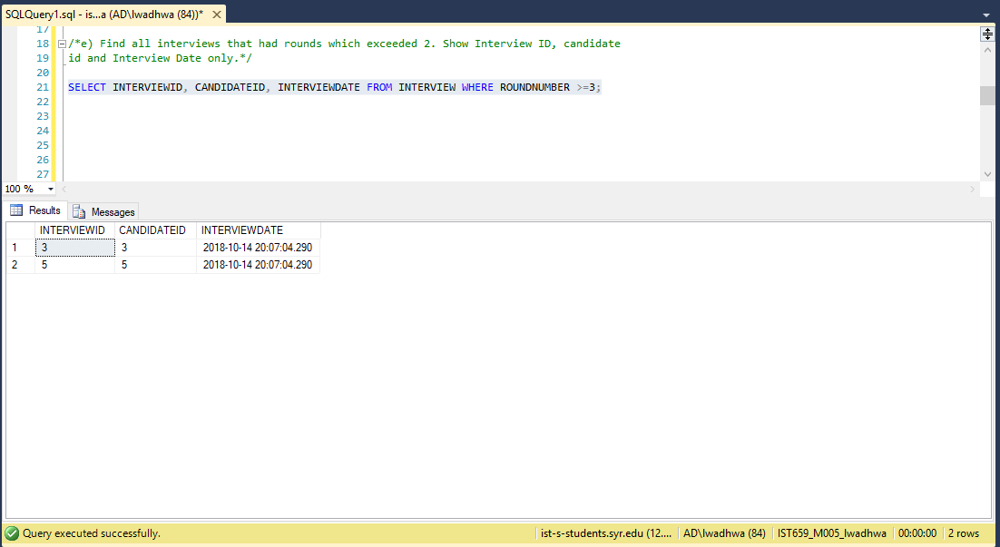 SQLQuery1.sql - is...a (AD\lwadhwa (84))*
17
18 /*e) Find all interviews that had rounds which exceeded 2. Show Interview ID, candidate
19 id and Interview Date only.*/
20
21 SELECT INTERVIEWID, CANDIDATEID, INTERVIEWDATE FROM INTERVIEW WHERE ROUNDNUMBER >=3;
22
23
24
25
26
27
100 %
Results Messages
INTERVIEWID CANDIDATEID INTERVIEWDATE
1 3 3 2018-10-14 20:07:04.290
2 5 5 2018-10-14 20:07:04.290
Query executed successfully. ist-s-students.syr.edu (12.... AD\lwadhwa (84) IST659_M005_lwadhwa 00:00:00 2 rows